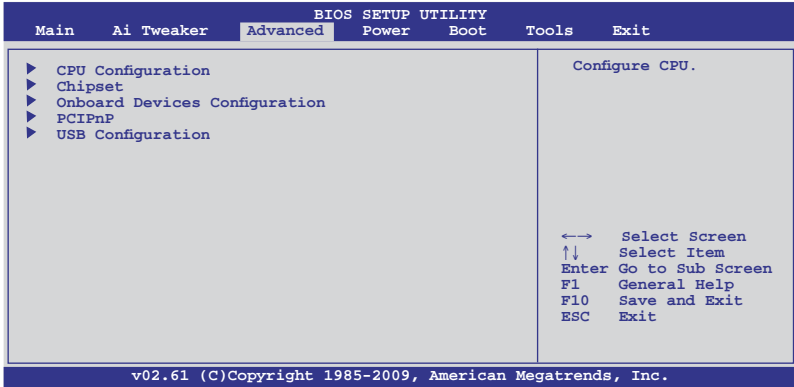 BIOS SETUP UTILITY
Main Ai Tweaker Advanced Power Boot Tools Exit
CPU Configuration
Chipset
Onboard Devices Configuration
PCIPnP
USB Configuration
Configure CPU.
←→ Select Screen
↑↓ Select Item
Enter Go to Sub Screen
F1 General Help
F10 Save and Exit
ESC Exit
v02.61 (C)Copyright 1985-2009, American Megatrends, Inc.